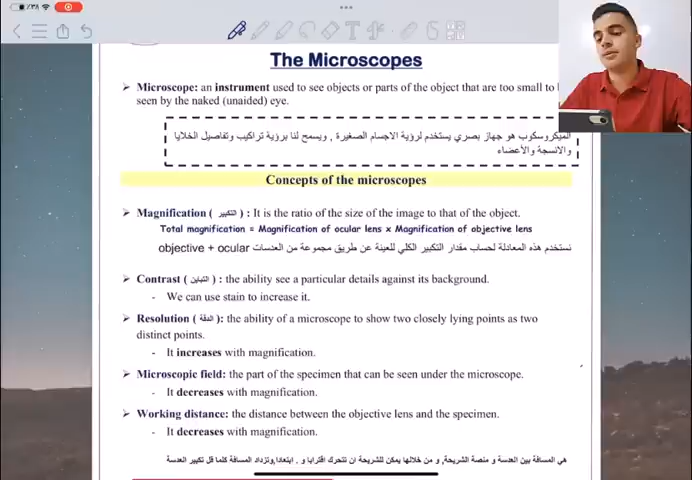 ٪٣٨
The Microscopes
➢ Microscope: an instrument used to see objects or parts of the object that are too small to
seen by the naked (unaided) eye.
الميكروسكوب هو جهاز بصري يستخدم لرؤية الاجسام الصغيرة , ويسمح لنا برؤية تراكيب وتفاصيل الخلايا
والانسجة والأعضاء
Concepts of the microscopes
➢ Magnification ( التكبير ) : It is the ratio of the size of the image to that of the object.
Total magnification = Magnification of ocular lens x Magnification of objective lens
نستخدم هذه المعادلة لحساب مقدار التكبير الكلي للعينة عن طريق مجموعة من العدسات objective + ocular
➢ Contrast ( التباين ) : the ability see a particular details against its background.
- We can use stain to increase it.
➢ Resolution ( الدقة ): the ability of a microscope to show two closely lying points as two
distinct points.
- It increases with magnification.
➢ Microscopic field: the part of the specimen that can be seen under the microscope.
- It decreases with magnification.
➢ Working distance: the distance between the objective lens and the specimen.
- It decreases with magnification.
هي المسافة بين العدسة و منصة الشريحة, و من خلالها يمكن للشريحة ان تتحرك اقترابا و . ابتعادا,وتزداد المسافة كلما قل تكبير العدسة